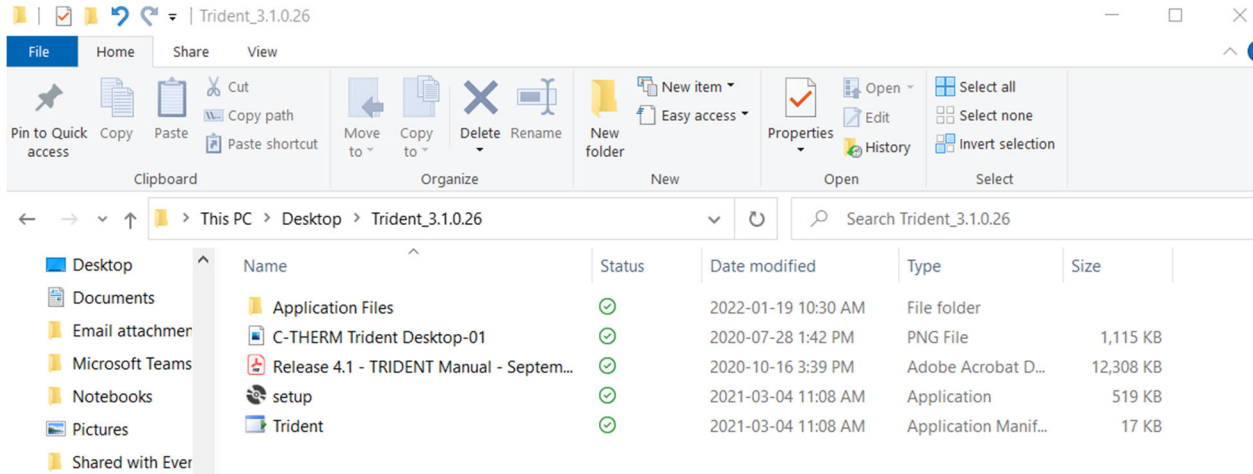 Trident_3.1.0.26
File Home Share View
Pin to Quick access
Copy
Paste
Cut
Copy path
Paste shortcut
Clipboard
Move to
Copy to
Delete
Rename
Organize
New folder
New item
Easy access
New
Properties
Open
Edit
History
Open
Select all
Select none
Invert selection
Select
This PC > Desktop > Trident_3.1.0.26
Search Trident_3.1.0.26
Desktop
Documents
Email attachmen
Microsoft Teams
Notebooks
Pictures
Shared with Ever
Name Status Date modified Type Size
Application Files 2022-01-19 10:30 AM File folder
C-THERM Trident Desktop-01 2020-07-28 1:42 PM PNG File 1,115 KB
Release 4.1 - TRIDENT Manual - Septem... 2020-10-16 3:39 PM Adobe Acrobat D... 12,308 KB
setup 2021-03-04 11:08 AM Application 519 KB
Trident 2021-03-04 11:08 AM Application Manif... 17 KB